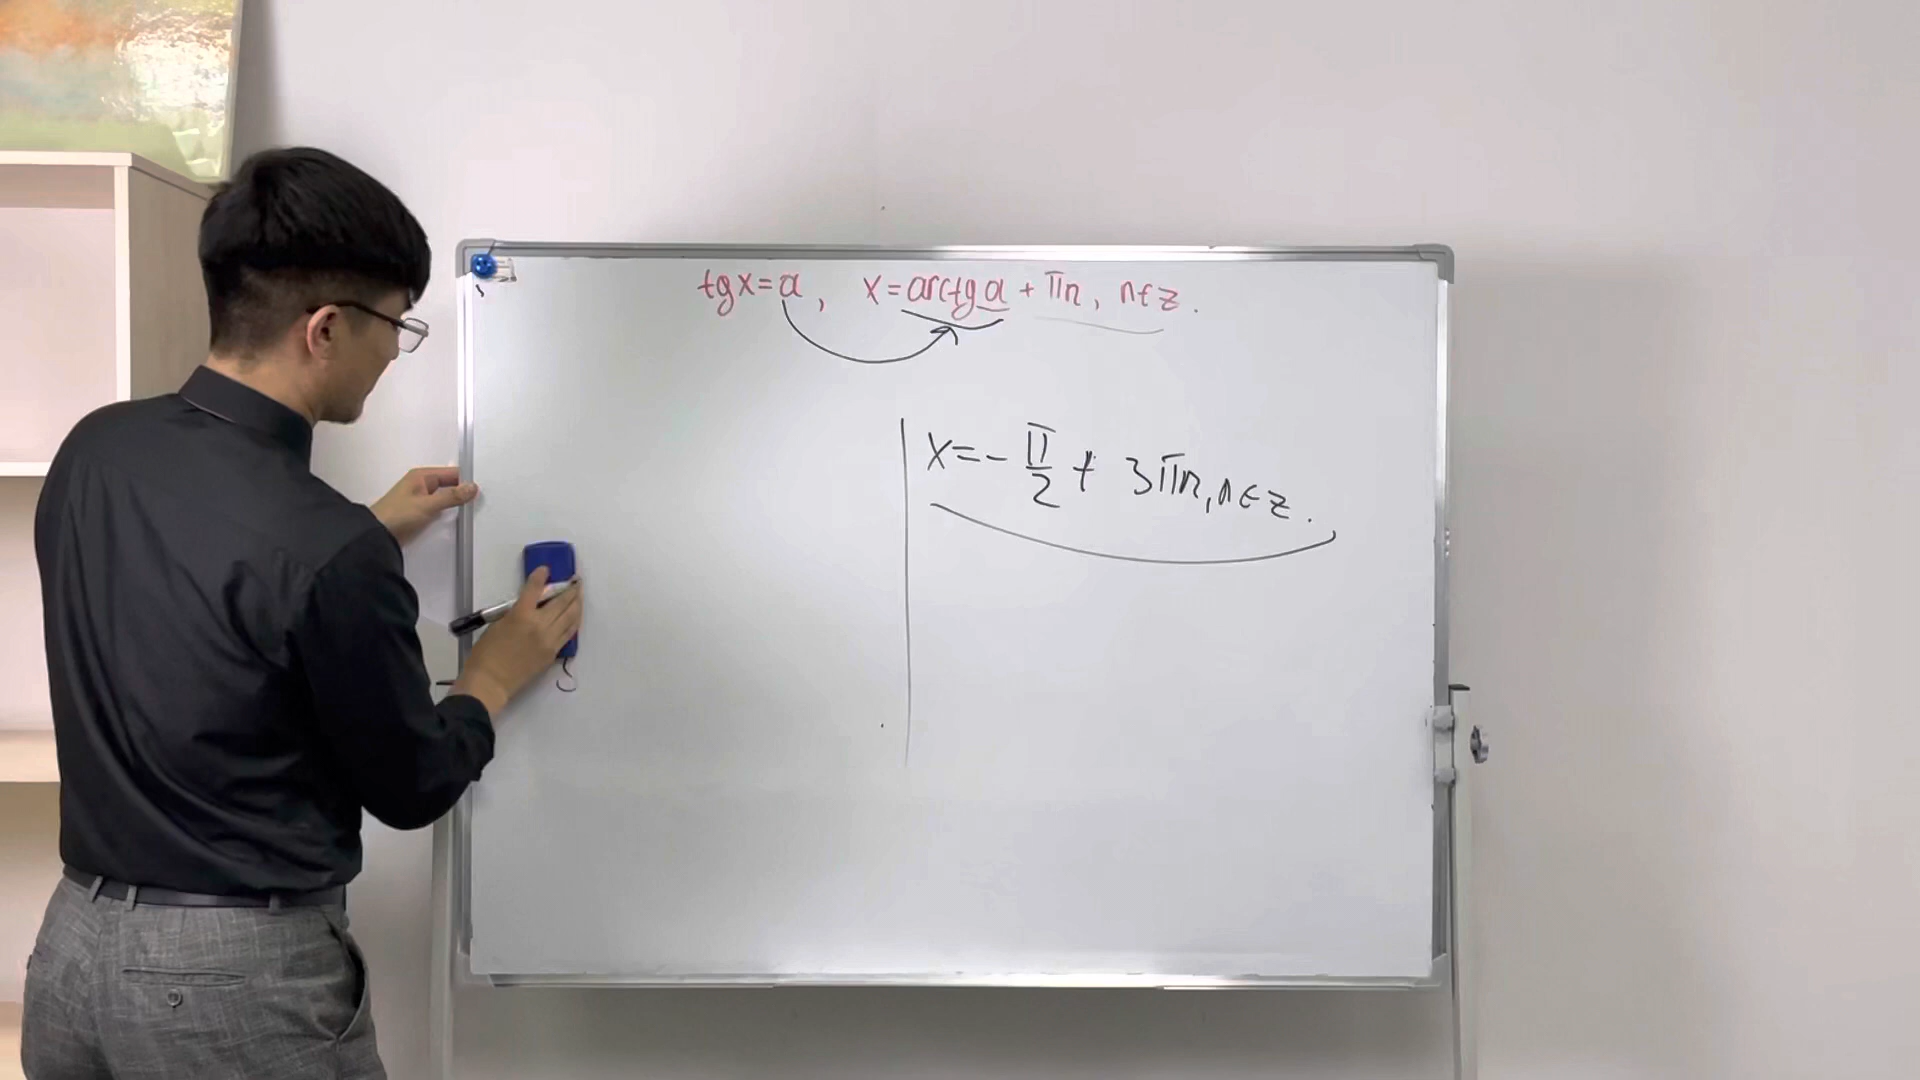 tg x = a, x = arctg a + πn, n ∈ z.
x = - π/2 + 3πn, n ∈ z.